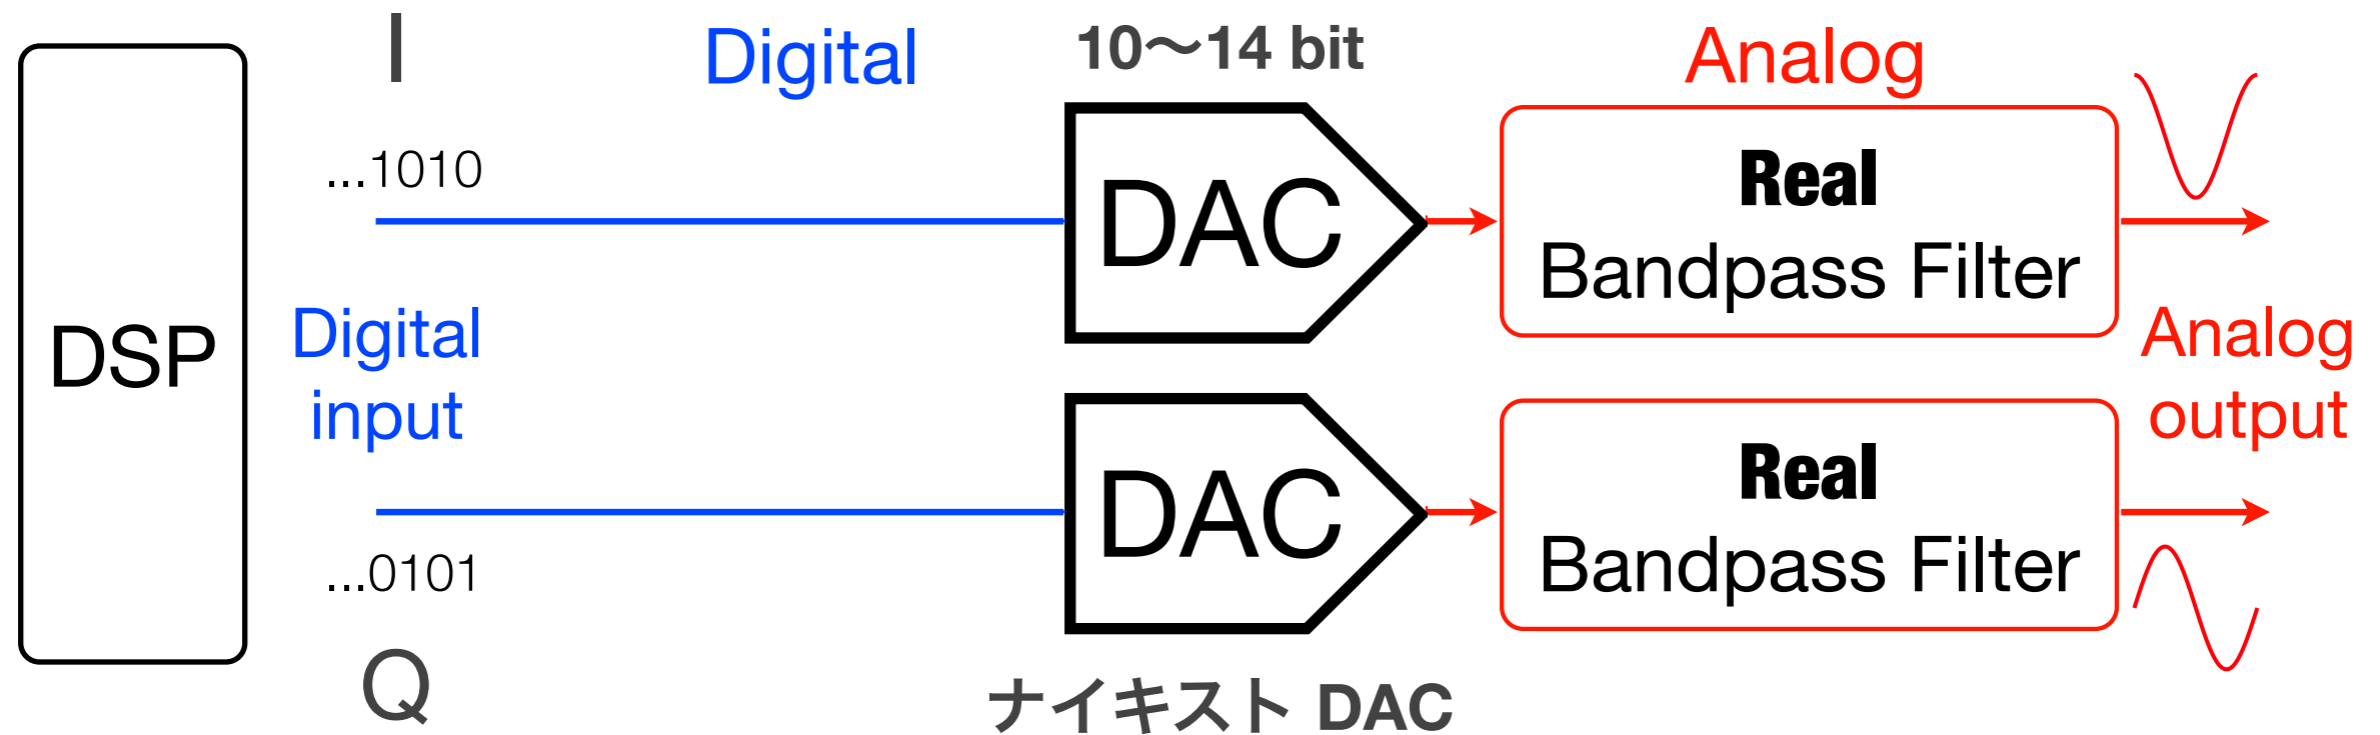 I
Digital
10〜14 bit
Analog
...1010
DAC
Real
Bandpass Filter
DSP
Digital
input
Analog
output
DAC
Real
Bandpass Filter
...0101
Q
ナイキスト DAC